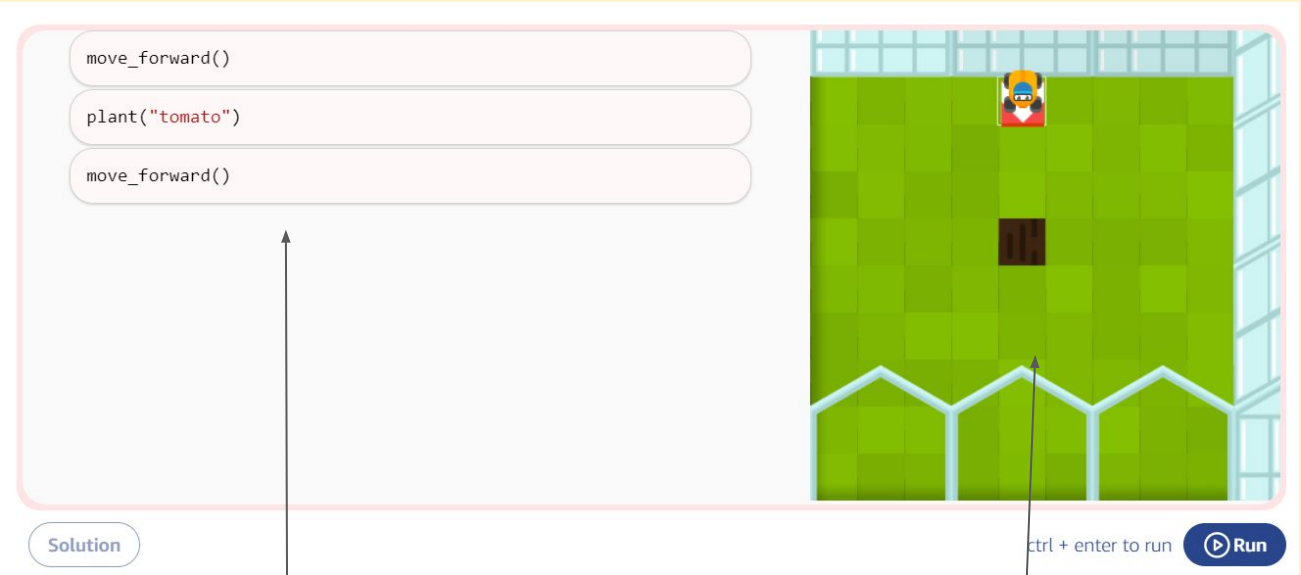 move_forward()
plant("tomato")
move_forward()
Solution
ctrl + enter to run
Run